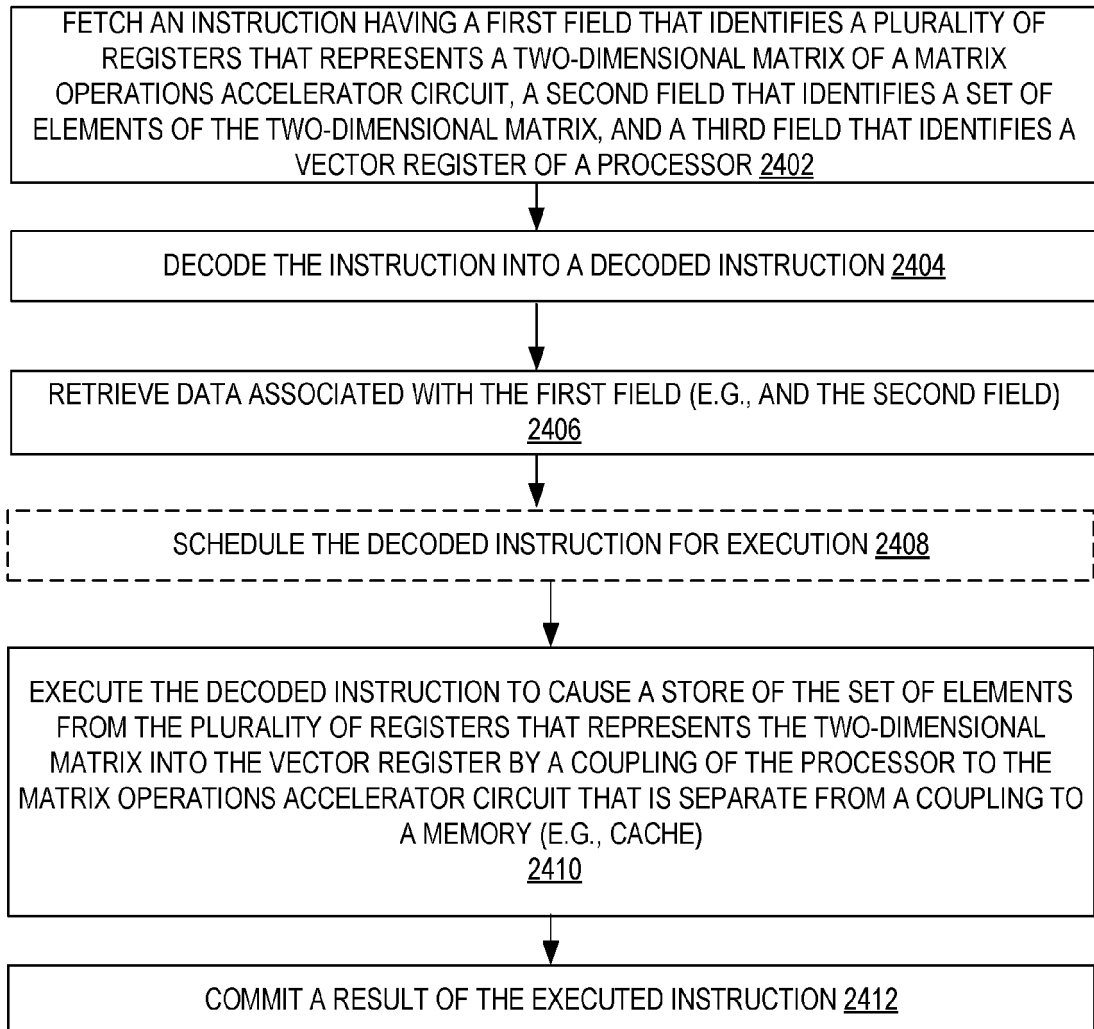 FETCH AN INSTRUCTION HAVING A FIRST FIELD THAT IDENTIFIES A PLURALITY OF
REGISTERS THAT REPRESENTS A TWO-DIMENSIONAL MATRIX OF A MATRIX
OPERATIONS ACCELERATOR CIRCUIT, A SECOND FIELD THAT IDENTIFIES A SET OF
ELEMENTS OF THE TWO-DIMENSIONAL MATRIX, AND A THIRD FIELD THAT IDENTIFIES A
VECTOR REGISTER OF A PROCESSOR 2402
DECODE THE INSTRUCTION INTO A DECODED INSTRUCTION 2404
RETRIEVE DATA ASSOCIATED WITH THE FIRST FIELD (E.G., AND THE SECOND FIELD)
2406
SCHEDULE THE DECODED INSTRUCTION FOR EXECUTION 2408
EXECUTE THE DECODED INSTRUCTION TO CAUSE A STORE OF THE SET OF ELEMENTS
FROM THE PLURALITY OF REGISTERS THAT REPRESENTS THE TWO-DIMENSIONAL
MATRIX INTO THE VECTOR REGISTER BY A COUPLING OF THE PROCESSOR TO THE
MATRIX OPERATIONS ACCELERATOR CIRCUIT THAT IS SEPARATE FROM A COUPLING TO
A MEMORY (E.G., CACHE)
2410
COMMIT A RESULT OF THE EXECUTED INSTRUCTION 2412